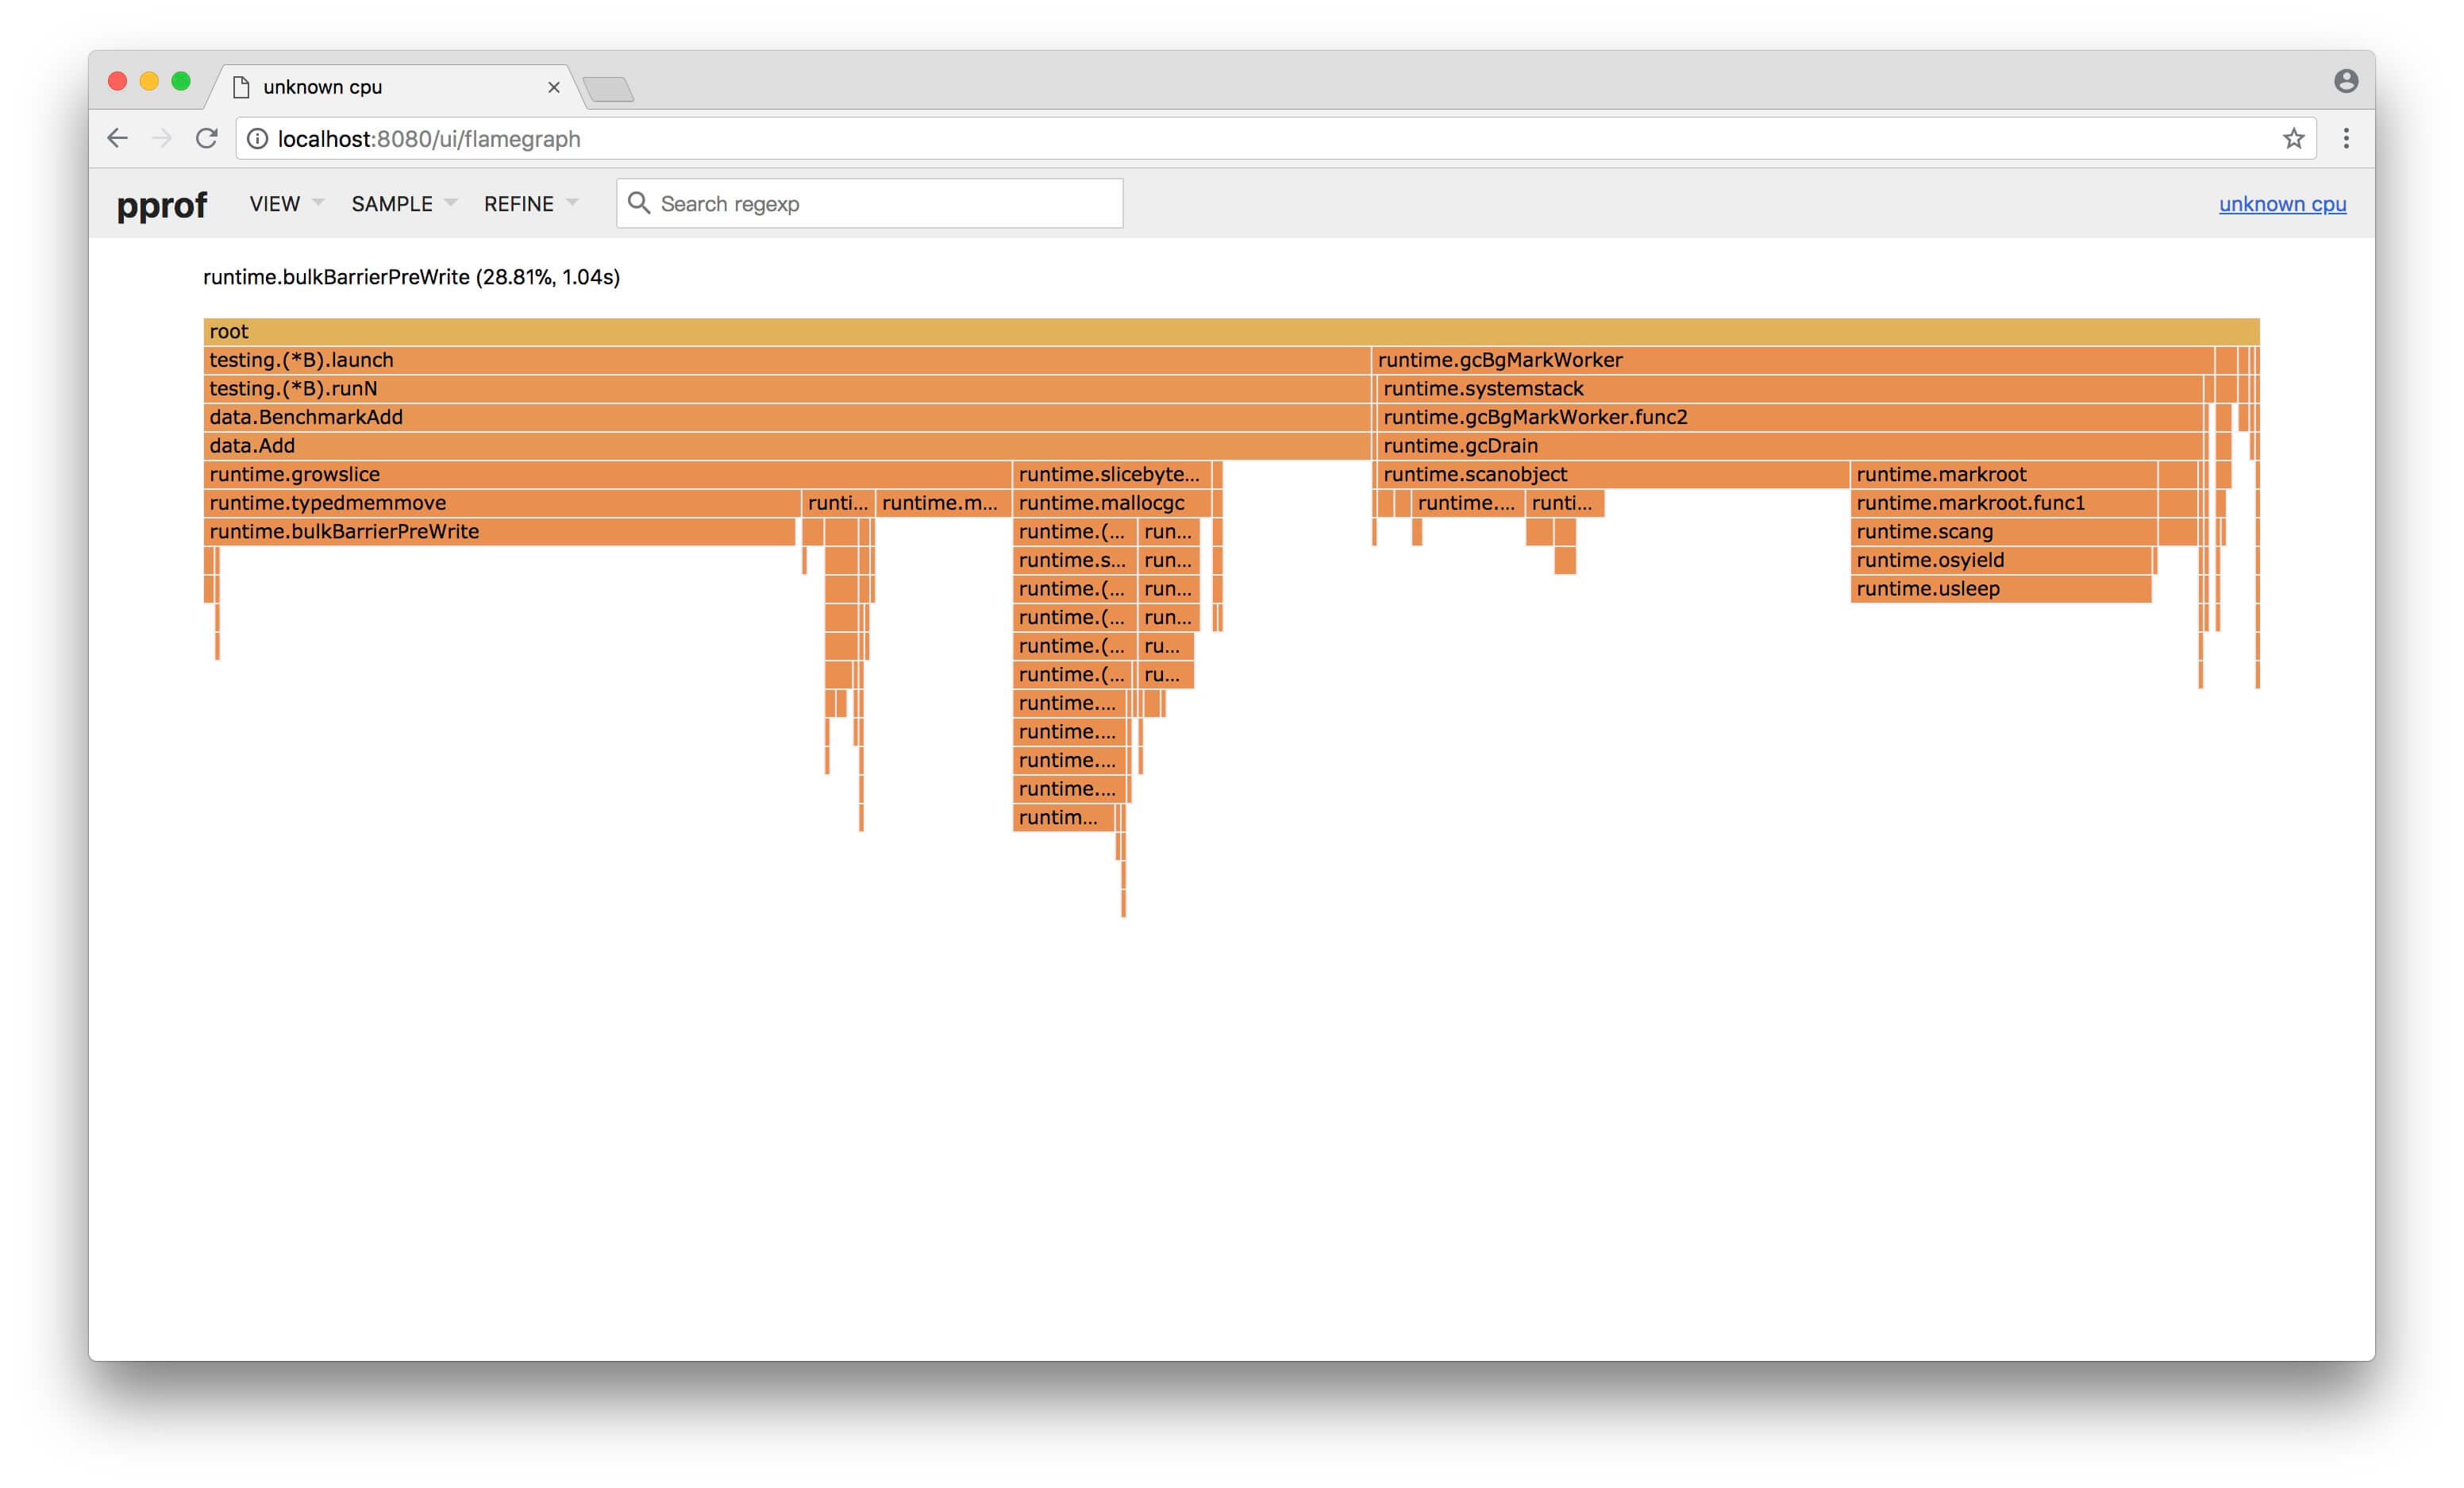 unknown cpu
localhost:8080/ui/flamegraph
pprof VIEW SAMPLE REFINE Search regexp unknown cpu
runtime.bulkBarrierPreWrite (28.81%, 1.04s)
root
testing.(*B).launch runtime.gcBgMarkWorker
testing.(*B).runN runtime.systemstack
data.BenchmarkAdd runtime.gcBgMarkWorker.func2
data.Add runtime.gcDrain
runtime.growslice runtime.slicebyte... runtime.scanobject runtime.markroot
runtime.typedmemmove runti... runtime.m... runtime.mallocgc runtime.... runti... runtime.markroot.func1
runtime.bulkBarrierPreWrite runtime.(... run... runtime.scang
runtime.s... run... runtime.osyield
runtime.(... run... runtime.usleep
runtime.(... run...
runtime.(... ru...
runtime.(... ru...
runtime....
runtime....
runtime....
runtime....
runtim...